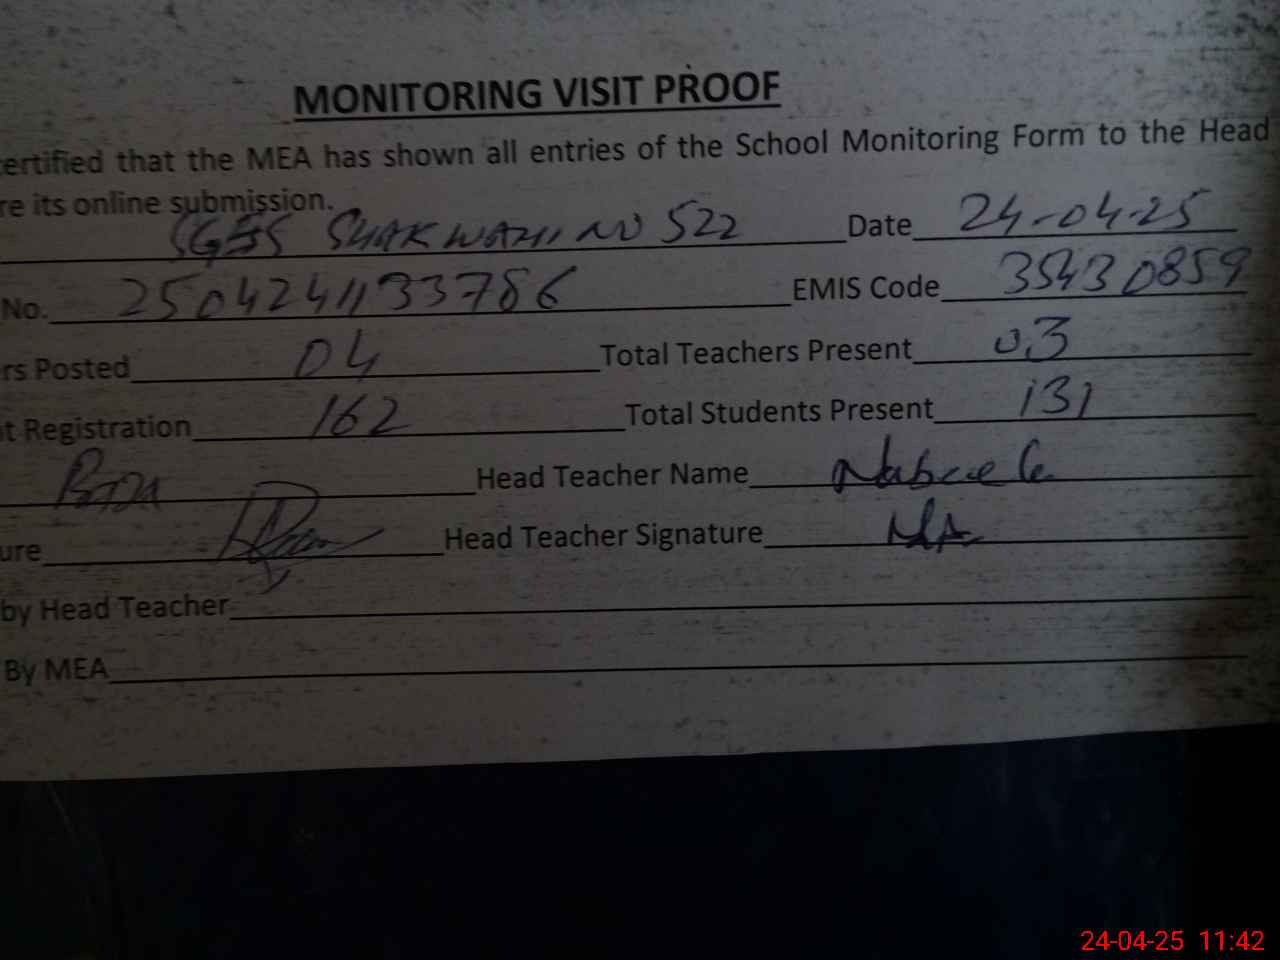 MONITORING VISIT PROOF
ertified that the MEA has shown all entries of the School Monitoring Form to the Head
re its online submission.
NO 522 Date 24-04-25
No. 2504241133786 EMIS Code 35430859
rs Posted 04 Total Teachers Present 03
t Registration 162 Total Students Present 131
Head Teacher Name
ure Head Teacher Signature
by Head Teacher
By MEA
24-04-25 11:42